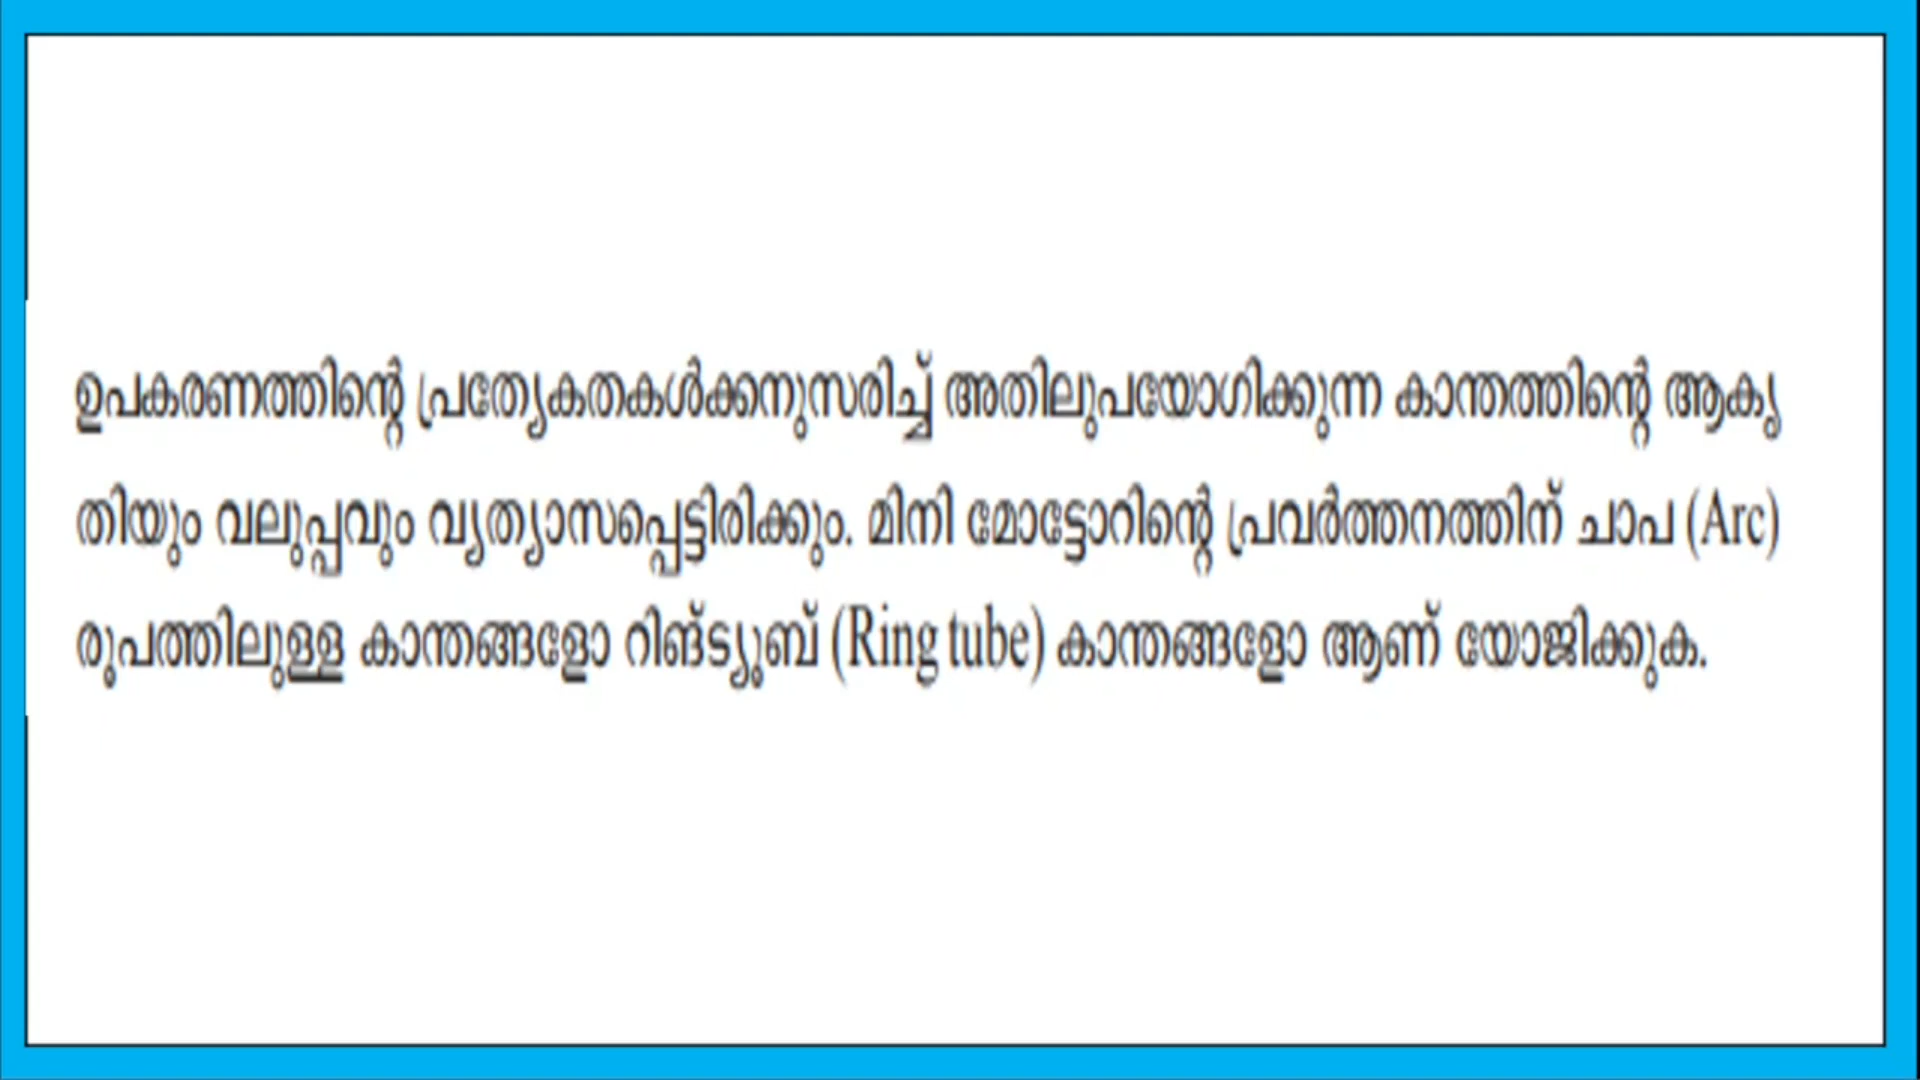 ഉപകരണത്തിന്റെ പ്രത്യേകതകൾക്കനുസരിച്ച് അതിലുപയോഗിക്കുന്ന കാന്തത്തിന്റെ ആകൃ
തിയും വലുപ്പവും വ്യത്യാസപ്പെട്ടിരിക്കും. മിനി മോട്ടോറിന്റെ പ്രവർത്തനത്തിന് ചാപ (Arc)
രുപത്തിലുള്ള കാന്തങ്ങളോ റിങ്ട്യുബ് (Ring tube) കാന്തങ്ങളോ ആണ് യോജിക്കുക.